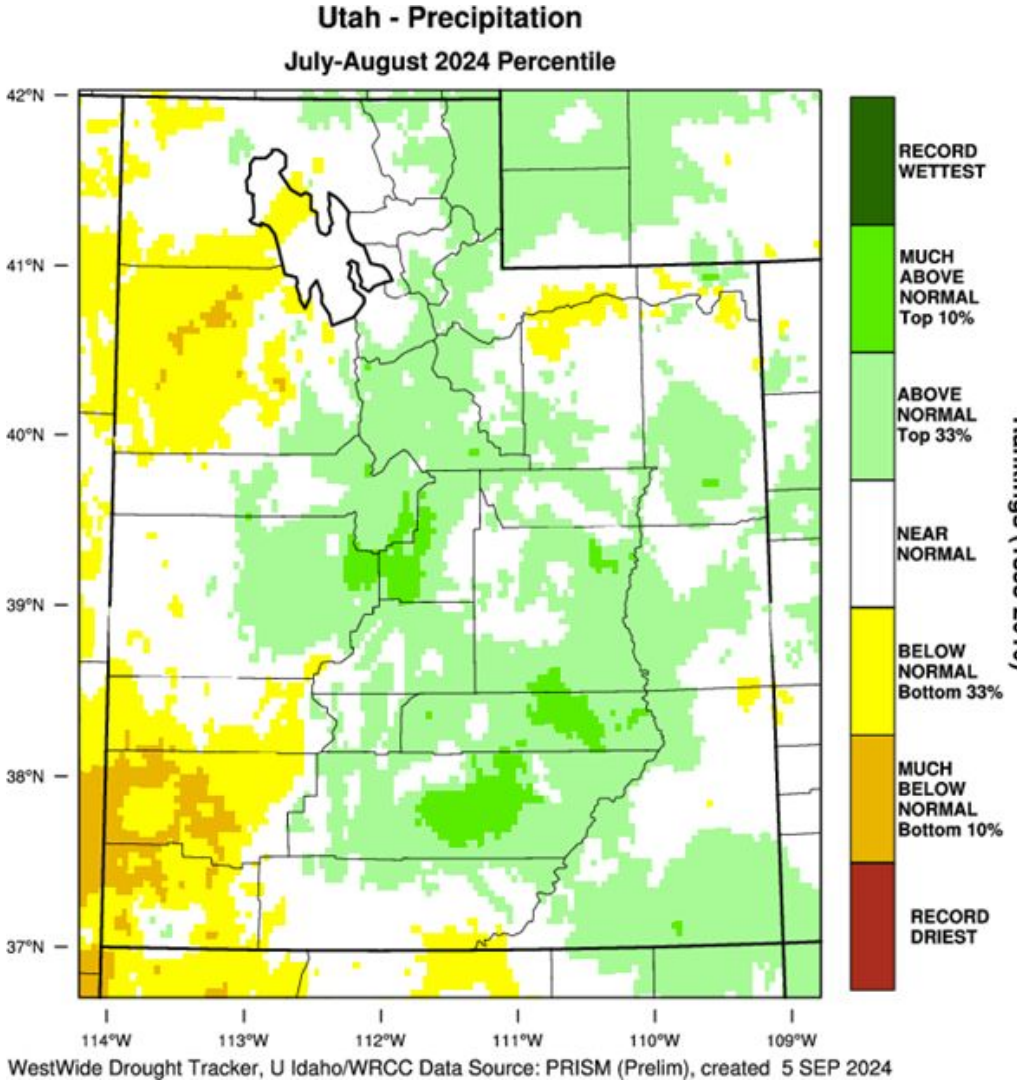 Utah - Precipitation
July-August 2024 Percentile
42°N
41°N
40°N
39°N
38°N
37°N
114°W
113°W
112°W
111°W
110°W
109°W
RECORD
WETTEST
MUCH
ABOVE
NORMAL
Top 10%
ABOVE
NORMAL
Top 33%
NEAR
NORMAL
BELOW
NORMAL
Bottom 33%
MUCH
BELOW
NORMAL
Bottom 10%
RECORD
DRIEST
WestWide Drought Tracker, U Idaho/WRCC Data Source: PRISM (Prelim), created 5 SEP 2024